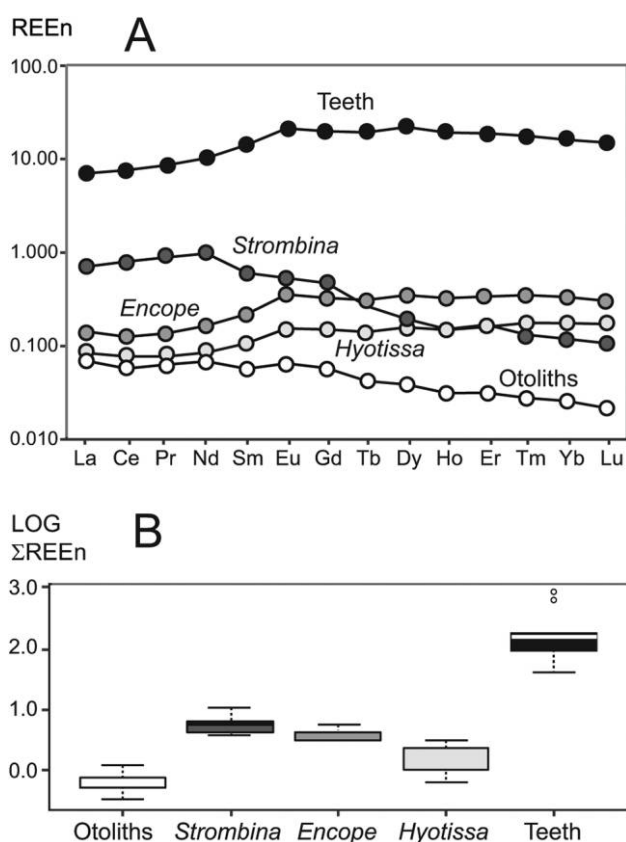 REEn
A
100.0
Teeth
10.00
1.000
Strombina
Encope
0.100
Hyotissa
Otoliths
0.010
La Ce Pr Nd Sm Eu Gd Tb Dy Ho Er Tm Yb Lu
LOG
ΣREEn
B
3.0
2.0
1.0
0.0
Otoliths Strombina Encope Hyotissa Teeth